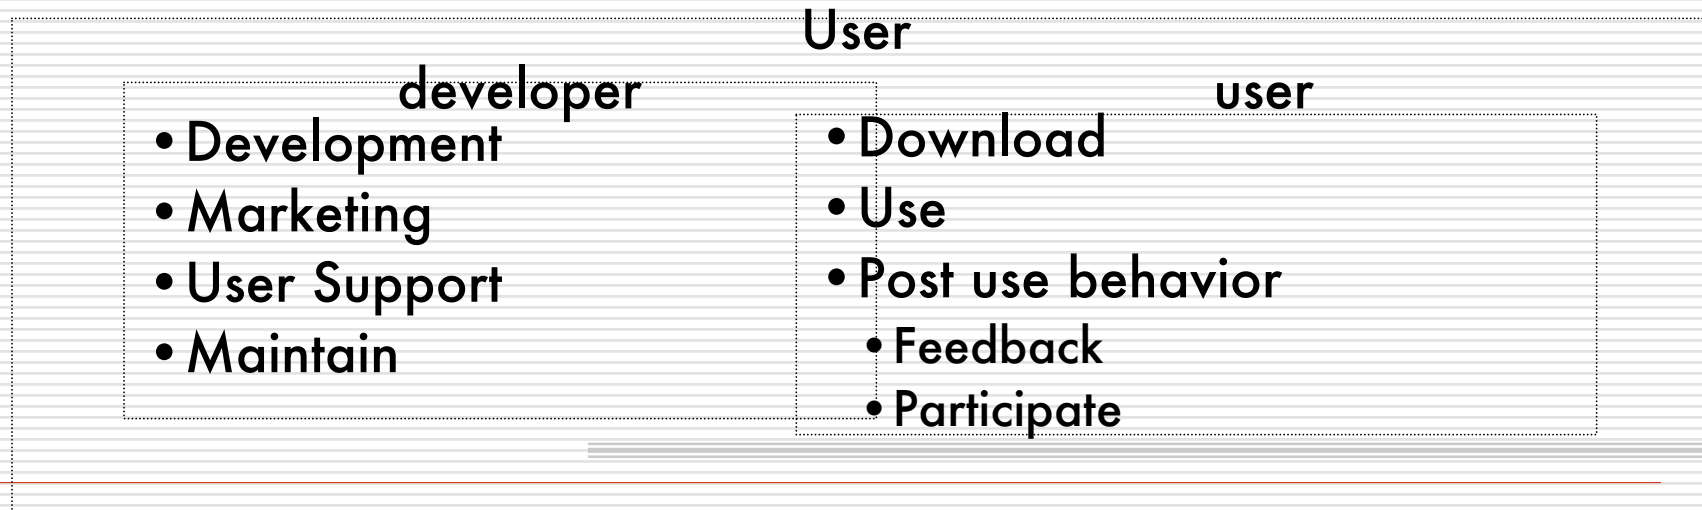 User
developer
• Development
• Marketing
• User Support
• Maintain
user
• Download
• Use
• Post use behavior
• Feedback
• Participate